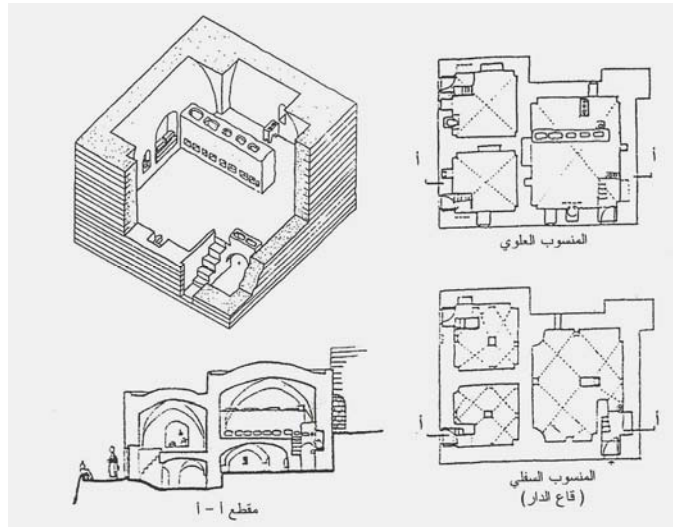 أ
أ
المنسوب العلوي
أ
أ
المنسوب السفلي
( قاع الدار)
مقطع أ – أ